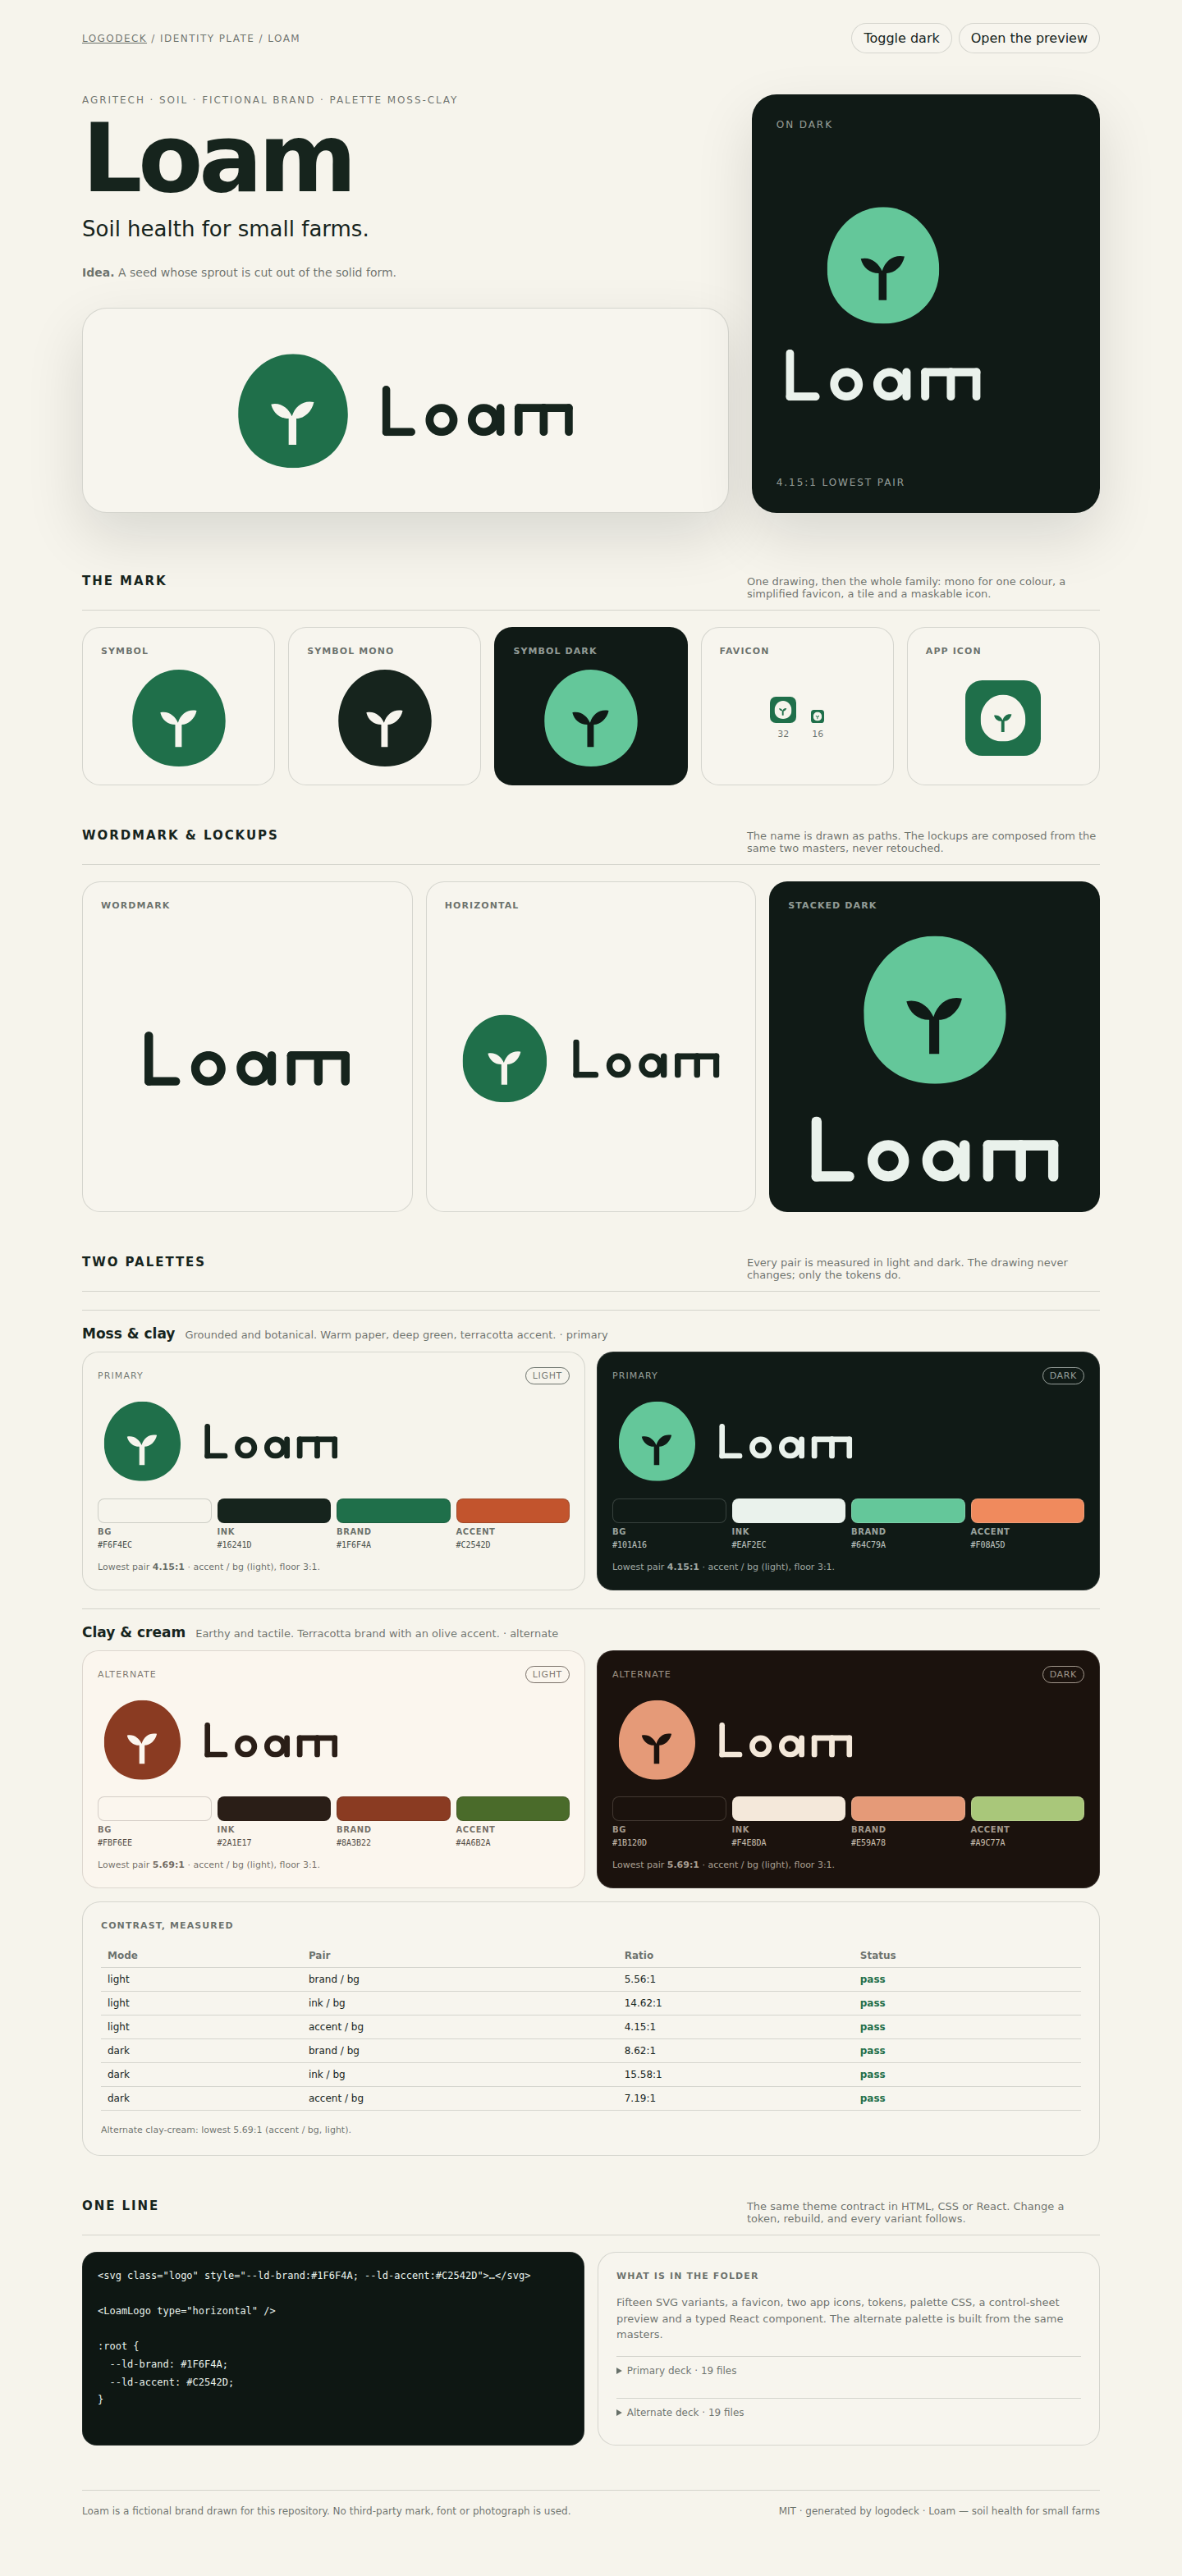 LOGODECK / IDENTITY PLATE / LOAM
Toggle dark
Open the preview
AGRITECH · SOIL · FICTIONAL BRAND · PALETTE MOSS-CLAY
Loam
Soil health for small farms.
Idea. A seed whose sprout is cut out of the solid form.
Loam
ON DARK
Loam
4.15:1 LOWEST PAIR
THE MARK
One drawing, then the whole family: mono for one colour, a
simplified favicon, a tile and a maskable icon.
SYMBOL
SYMBOL MONO
SYMBOL DARK
FAVICON
32
16
APP ICON
WORDMARK & LOCKUPS
The name is drawn as paths. The lockups are composed from the
same two masters, never retouched.
WORDMARK
Loam
HORIZONTAL
Loam
STACKED DARK
Loam
TWO PALETTES
Every pair is measured in light and dark. The drawing never
changes; only the tokens do.
Moss & clay Grounded and botanical. Warm paper, deep green, terracotta accent. · primary
PRIMARY
LIGHT
Loam
BG
INK
BRAND
ACCENT
#F6F4EC
#16241D
#1F6F4A
#C2542D
Lowest pair 4.15:1 · accent / bg (light), floor 3:1.
PRIMARY
DARK
Loam
BG
INK
BRAND
ACCENT
#101A16
#EAF2EC
#64C79A
#F08A5D
Lowest pair 4.15:1 · accent / bg (light), floor 3:1.
Clay & cream Earthy and tactile. Terracotta brand with an olive accent. · alternate
ALTERNATE
LIGHT
Loam
BG
INK
BRAND
ACCENT
#FBF6EE
#2A1E17
#8A3B22
#4A6B2A
Lowest pair 5.69:1 · accent / bg (light), floor 3:1.
ALTERNATE
DARK
Loam
BG
INK
BRAND
ACCENT
#1B120D
#F4E8DA
#E59A78
#A9C77A
Lowest pair 5.69:1 · accent / bg (light), floor 3:1.
CONTRAST, MEASURED
Mode Pair Ratio Status
light brand / bg 5.56:1 pass
light ink / bg 14.62:1 pass
light accent / bg 4.15:1 pass
dark brand / bg 8.62:1 pass
dark ink / bg 15.58:1 pass
dark accent / bg 7.19:1 pass
Alternate clay-cream: lowest 5.69:1 (accent / bg, light).
ONE LINE
The same theme contract in HTML, CSS or React. Change a
token, rebuild, and every variant follows.
<svg class="logo" style="--ld-brand:#1F6F4A; --ld-accent:#C2542D">…</svg>
<LoamLogo type="horizontal" />
:root {
--ld-brand: #1F6F4A;
--ld-accent: #C2542D;
}
WHAT IS IN THE FOLDER
Fifteen SVG variants, a favicon, two app icons, tokens, palette CSS, a control-sheet
preview and a typed React component. The alternate palette is built from the same
masters.
Primary deck · 19 files
Alternate deck · 19 files
Loam is a fictional brand drawn for this repository. No third-party mark, font or photograph is used.
MIT · generated by logodeck · Loam — soil health for small farms